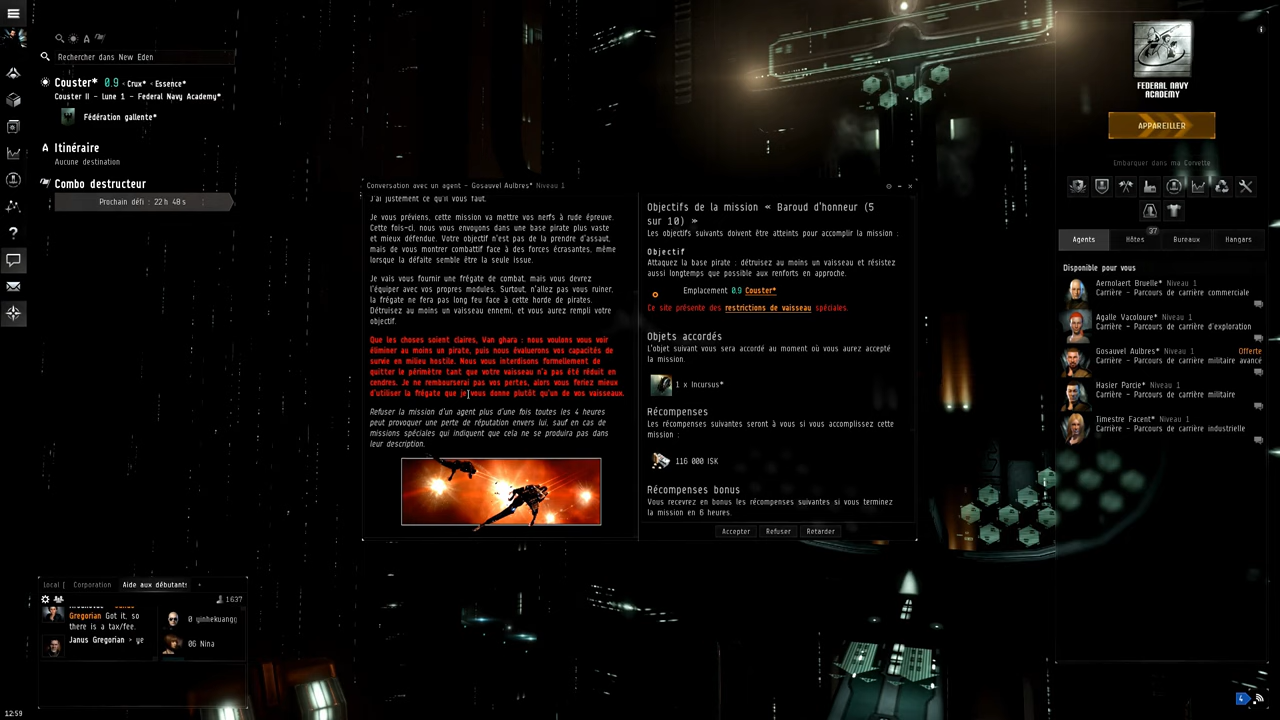 Rechercher dans New Eden
Couster* 0.9 < Crux* < Essence*
Couster II - lune 1 - Federal Navy Academy*
Fédération gallente*
Itinéraire
Aucune destination
Combo destructeur
Prochain défi : 22 h 48 s
Conversation avec un agent - Gosauvel Aulbres* Niveau 1
J'ai justement ce qu'il vous faut.
Je vous préviens, cette mission va mettre vos nerfs à rude épreuve.
Cette fois-ci, nous vous envoyons dans une base pirate plus vaste
et mieux défendue. Votre objectif n'est pas de la prendre d'assaut,
mais de vous montrer combattif face à des forces écrasantes, même
lorsque la défaite semble être la seule issue.
Je vais vous fournir une frégate de combat, mais vous devrez
l'équiper avec vos propres modules. Surtout, n'allez pas vous ruiner,
la frégate ne fera pas long feu face à cette horde de pirates.
Détruisez au moins un vaisseau ennemi, et vous aurez rempli votre
objectif.
Que les choses soient claires, Van ghara : nous voulons vous voir
éliminer au moins un pirate, puis nous évaluerons vos capacités de
survie en milieu hostile. Nous vous interdisons formellement de
quitter le périmètre tant que votre vaisseau n'a pas été réduit en
cendres. Je ne rembourserai pas vos pertes, alors vous feriez mieux
d'utiliser la frégate que je vous donne plutôt qu'un de vos vaisseaux.
Refuser la mission d'un agent plus d'une fois toutes les 4 heures
peut provoquer une perte de réputation envers lui, sauf en cas de
missions spéciales qui indiquent que cela ne se produira pas dans
leur description.
Objectifs de la mission « Baroud d'honneur (5
sur 10) »
Les objectifs suivants doivent être atteints pour accomplir la mission :
Objectif
Attaquez la base pirate : détruisez au moins un vaisseau et résistez
aussi longtemps que possible aux renforts en approche.
Emplacement 0.9 Couster*
Ce site présente des restrictions de vaisseau spéciales.
Objets accordés
L'objet suivant vous sera accordé au moment où vous aurez accepté
la mission.
1 x Incursus*
Récompenses
Les récompenses suivantes seront à vous si vous accomplissez cette
mission :
116 000 ISK
Récompenses bonus
Vous recevrez en bonus les récompenses suivantes si vous terminez
la mission en 6 heures.
Accepter Refuser Retarder
FEDERAL NAVY
ACADEMY
APPAREILLER
Embarquer dans ma Corvette
37
Agents Hôtes Bureaux Hangars
Disponible pour vous
Aernolaert Bruelle* Niveau 1
Carrière - Parcours de carrière commerciale
Agalle Vacoloure* Niveau 1
Carrière - Parcours de carrière d'exploration
Gosauvel Aulbres* Niveau 1 Offerte
Carrière - Parcours de carrière militaire avancé
Hasier Parcie* Niveau 1
Carrière - Parcours de carrière militaire
Timestre Facent* Niveau 1
Carrière - Parcours de carrière industrielle
Local [ Corporation Aide aux débutants +
1637
Gregorian Got it, so
there is a tax/fee.
Janus Gregorian > ye
0 yinhekuangg
06 Nina
12:59
4